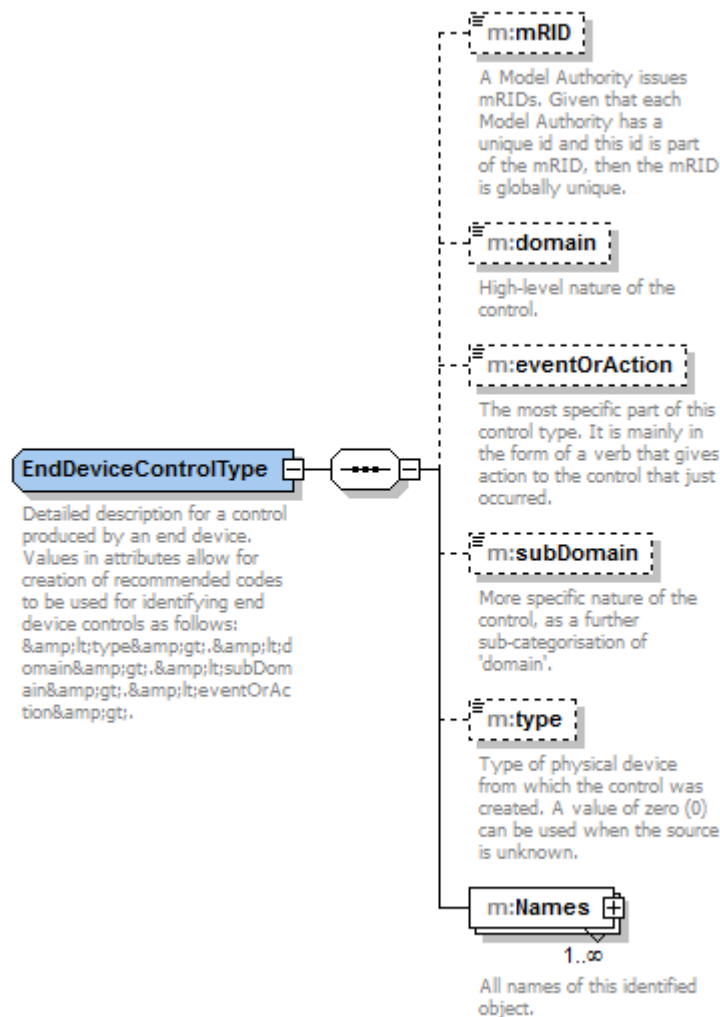 m:mRID
A Model Authority issues
mRIDs. Given that each
Model Authority has a
unique id and this id is part
of the mRID, then the mRID
is globally unique.
m:domain
High-level nature of the
control.
m:eventOrAction
The most specific part of this
control type. It is mainly in
the form of a verb that gives
action to the control that just
occurred.
EndDeviceControlType
Detailed description for a control
produced by an end device.
Values in attributes allow for
creation of recommended codes
to be used for identifying end
device controls as follows:
&amp;lt;type&amp;gt;.&amp;lt;d
omain&amp;gt;.&amp;lt;subDom
ain&amp;gt;.&amp;lt;eventOrAc
tion&amp;gt;.
m:subDomain
More specific nature of the
control, as a further
sub-categorisation of
'domain'.
m:type
Type of physical device
from which the control was
created. A value of zero (0)
can be used when the source
is unknown.
m:Names
1..∞
All names of this identified
object.